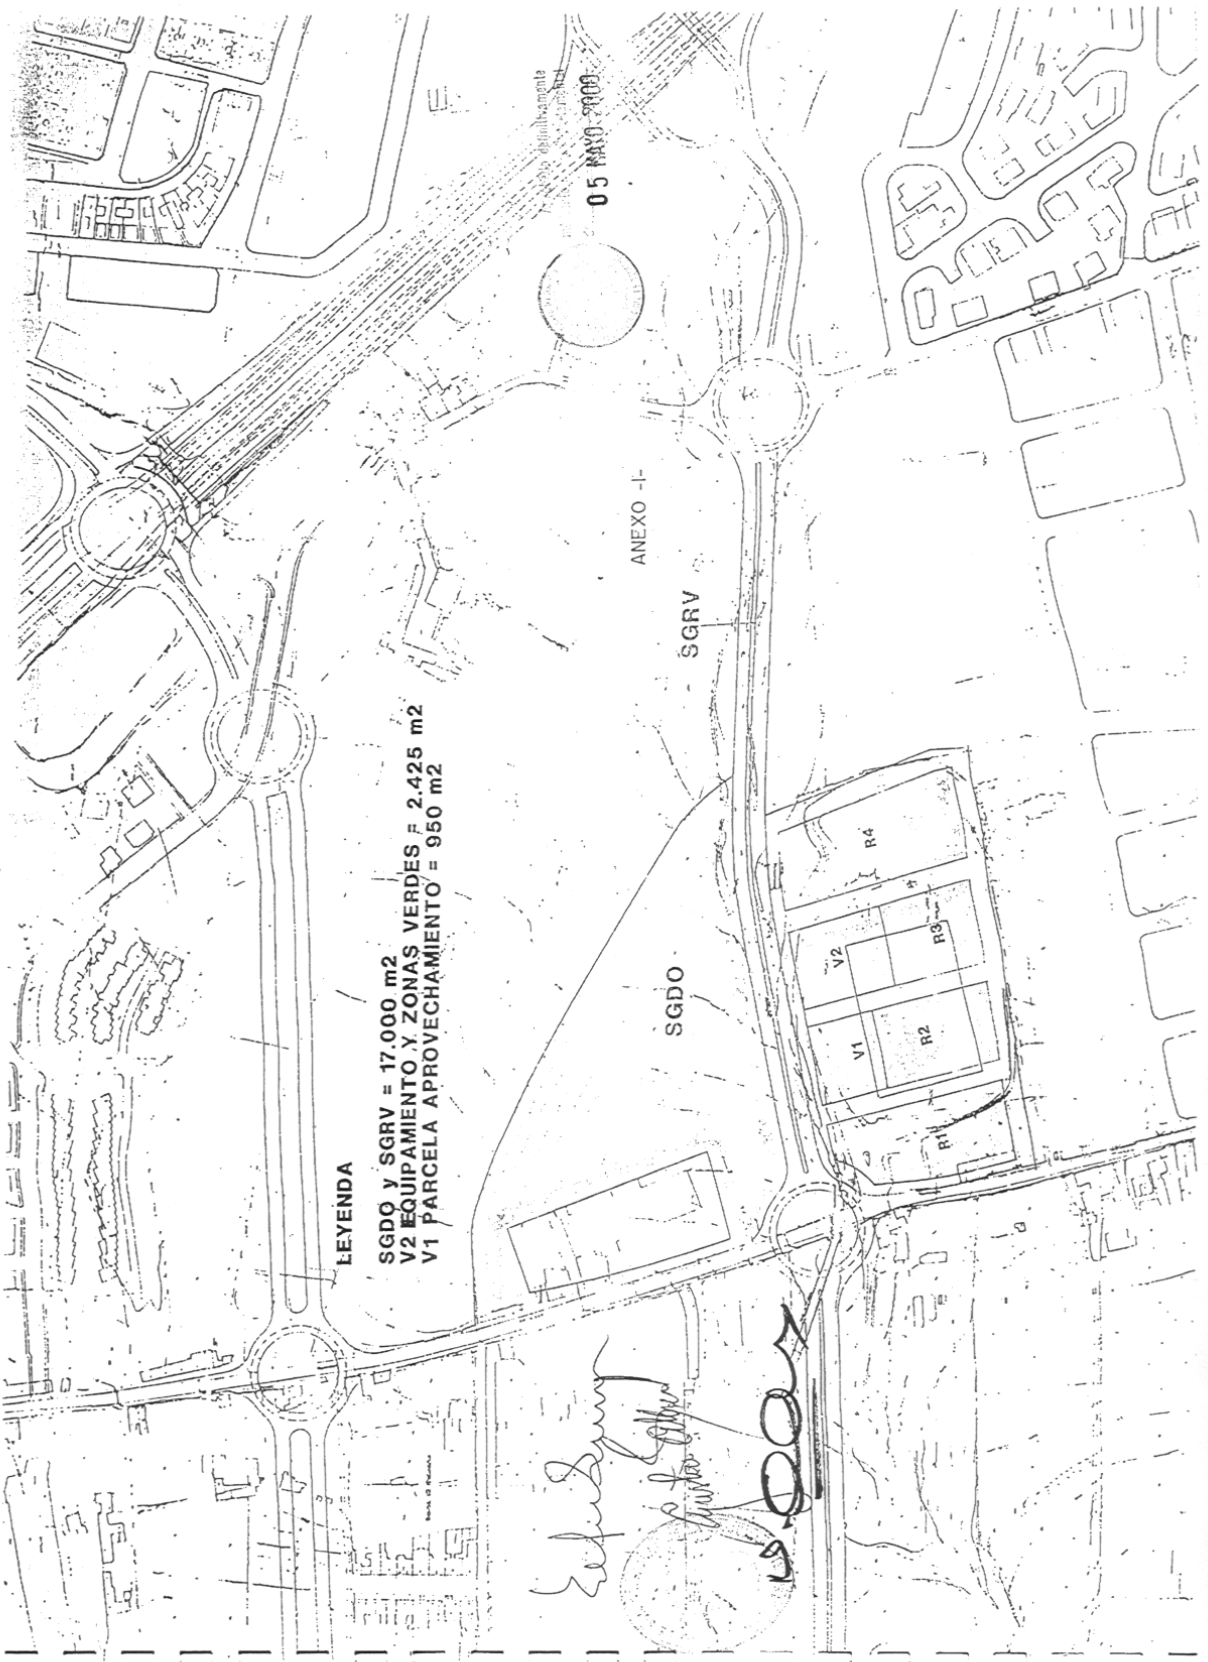 definitivamente
05 MAYO 2000
ANEXO -I-
SGRV
LEYENDA
SGDO y SGRV = 17.000 m2
V2 EQUIPAMIENTO Y ZONAS VERDES = 2.425 m2
V1 PARCELA APROVECHAMIENTO = 950 m2
SGDO
R4
V2
R3
V1
R2
R1